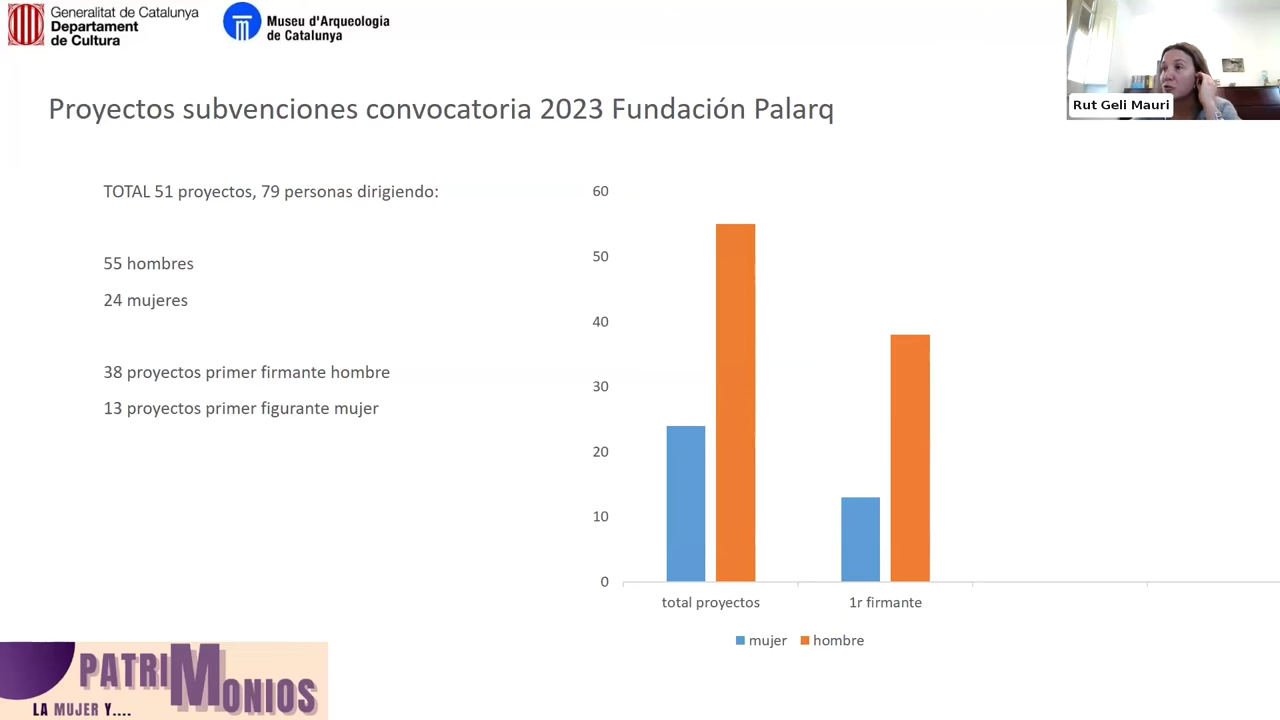 Generalitat de Catalunya
Departament
de Cultura
Museu d'Arqueologia
de Catalunya
Rut Geli Mauri
Proyectos subvenciones convocatoria 2023 Fundación Palarq
TOTAL 51 proyectos, 79 personas dirigiendo:
55 hombres
24 mujeres
38 proyectos primer firmante hombre
13 proyectos primer figurante mujer
60
50
40
30
20
10
0
total proyectos
1r firmante
mujer
hombre
PATRIMONIOS
LA MUJER Y....